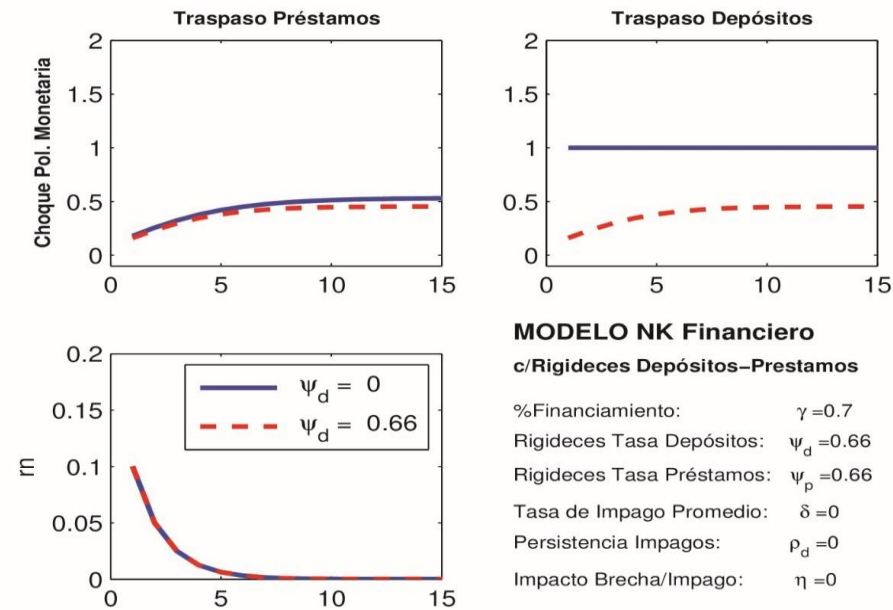 Traspaso Préstamos
Choque Pol. Monetaria
2
1.5
1
0.5
0
0
5
10
15
Traspaso Depósitos
2
1.5
1
0.5
0
0
5
10
15
rn
0.2
0.15
0.1
0.05
0
0
5
10
15
ψd = 0
ψd = 0.66
MODELO NK Financiero
c/Rigideces Depósitos–Prestamos
%Financiamiento: γ =0.7
Rigideces Tasa Depósitos: ψd =0.66
Rigideces Tasa Préstamos: ψp =0.66
Tasa de Impago Promedio: δ =0
Persistencia Impagos: ρd =0
Impacto Brecha/Impago: η =0